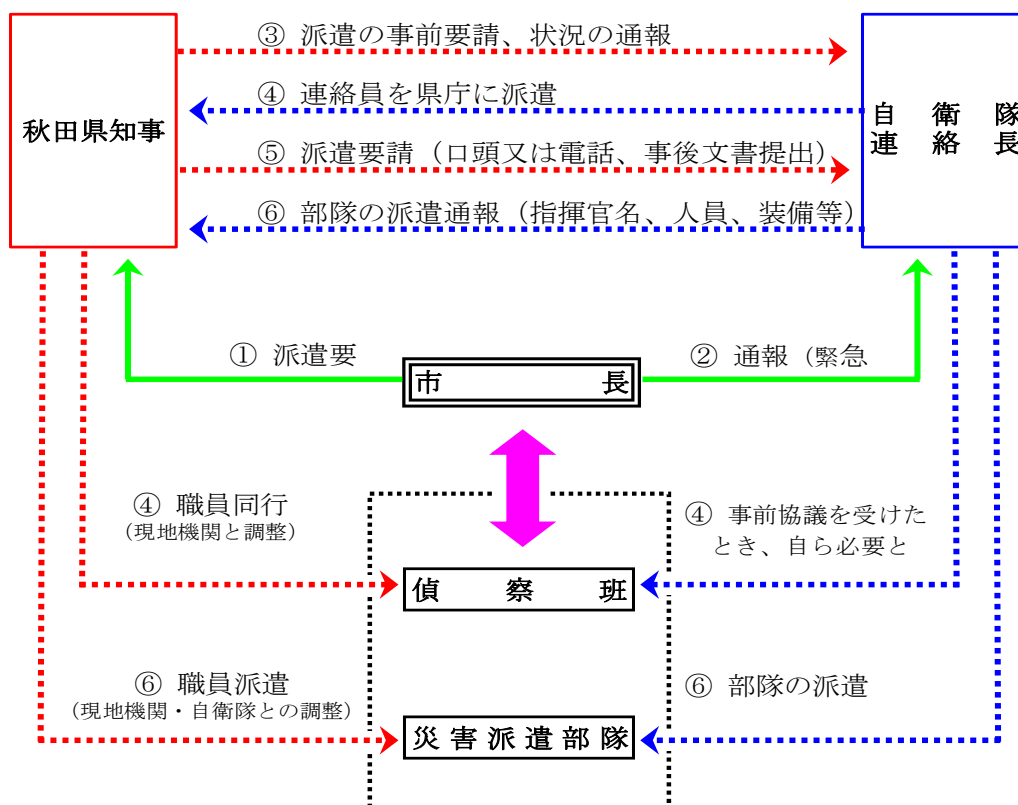 ③ 派遣の事前要請、状況の通報
④ 連絡員を県庁に派遣
秋田県知事
自衛隊
連絡長
⑤ 派遣要請（口頭又は電話、事後文書提出）
⑥ 部隊の派遣通報（指揮官名、人員、装備等）
① 派遣要
② 通報（緊急
市長
④ 職員同行
（現地機関と調整）
④ 事前協議を受けた
とき、自ら必要と
偵察班
⑥ 職員派遣
（現地機関・自衛隊との調整）
⑥ 部隊の派遣
災害派遣部隊